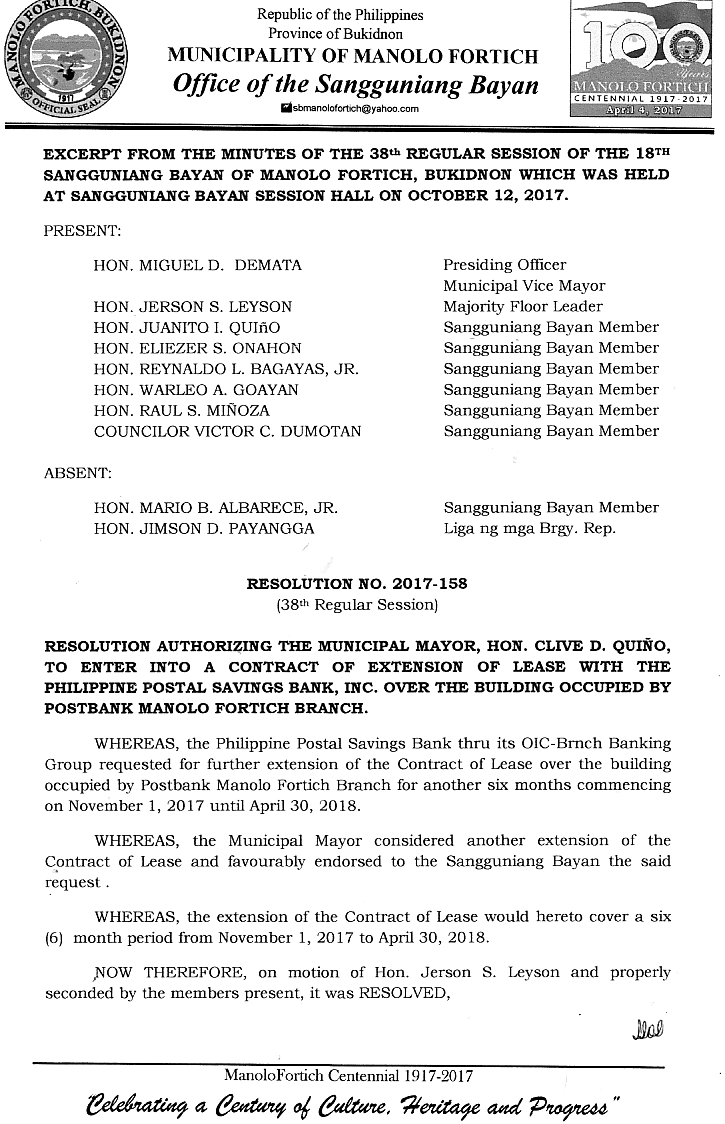 Republic of the Philippines
Province of Bukidnon
MUNICIPALITY OF MANOLO FORTICH
Office of the Sangguniang Bayan
sbmanolofortich@yahoo.com
MANOLO FORTICH, BUKIDNON
1917
OFFICIAL SEAL
100
Years
MANOLO FORTICH
CENTENNIAL 1917-2017
April 4, 2017
EXCERPT FROM THE MINUTES OF THE 38th REGULAR SESSION OF THE 18TH
SANGGUNIANG BAYAN OF MANOLO FORTICH, BUKIDNON WHICH WAS HELD
AT SANGGUNIANG BAYAN SESSION HALL ON OCTOBER 12, 2017.
PRESENT:
HON. MIGUEL D. DEMATA Presiding Officer
Municipal Vice Mayor
HON. JERSON S. LEYSON Majority Floor Leader
HON. JUANITO I. QUIñO Sangguniang Bayan Member
HON. ELIEZER S. ONAHON Sangguniang Bayan Member
HON. REYNALDO L. BAGAYAS, JR. Sangguniang Bayan Member
HON. WARLEO A. GOAYAN Sangguniang Bayan Member
HON. RAUL S. MIÑOZA Sangguniang Bayan Member
COUNCILOR VICTOR C. DUMOTAN Sangguniang Bayan Member
ABSENT:
HON. MARIO B. ALBARECE, JR. Sangguniang Bayan Member
HON. JIMSON D. PAYANGGA Liga ng mga Brgy. Rep.
RESOLUTION NO. 2017-158
(38th Regular Session)
RESOLUTION AUTHORIZING THE MUNICIPAL MAYOR, HON. CLIVE D. QUIÑO,
TO ENTER INTO A CONTRACT OF EXTENSION OF LEASE WITH THE
PHILIPPINE POSTAL SAVINGS BANK, INC. OVER THE BUILDING OCCUPIED BY
POSTBANK MANOLO FORTICH BRANCH.
WHEREAS, the Philippine Postal Savings Bank thru its OIC-Brnch Banking
Group requested for further extension of the Contract of Lease over the building
occupied by Postbank Manolo Fortich Branch for another six months commencing
on November 1, 2017 until April 30, 2018.
WHEREAS, the Municipal Mayor considered another extension of the
Contract of Lease and favourably endorsed to the Sangguniang Bayan the said
request .
WHEREAS, the extension of the Contract of Lease would hereto cover a six
(6) month period from November 1, 2017 to April 30, 2018.
NOW THEREFORE, on motion of Hon. Jerson S. Leyson and properly
seconded by the members present, it was RESOLVED,
ManoloFortich Centennial 1917-2017
"Celebrating a Century of Culture, Heritage and Progress"